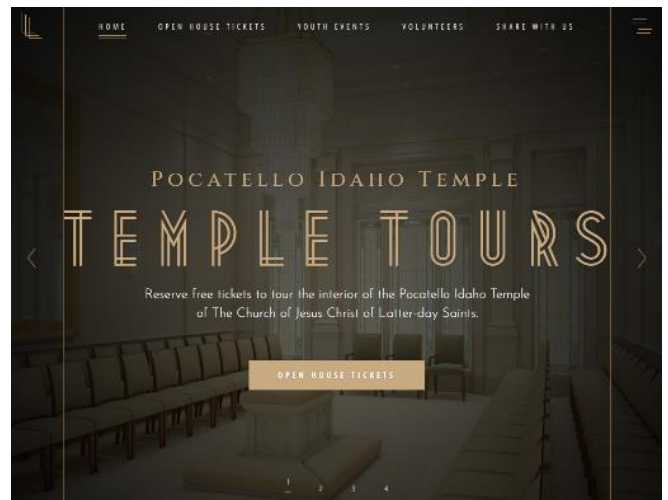 HOME OPEN HOUSE TICKETS YOUTH EVENTS VOLUNTEERS SHARE WITH US
POCATELLO IDAHO TEMPLE
TEMPLE TOURS
Reserve free tickets to tour the interior of the Pocatello Idaho Temple
of The Church of Jesus Christ of Latter-day Saints.
OPEN HOUSE TICKETS
1 2 3 4